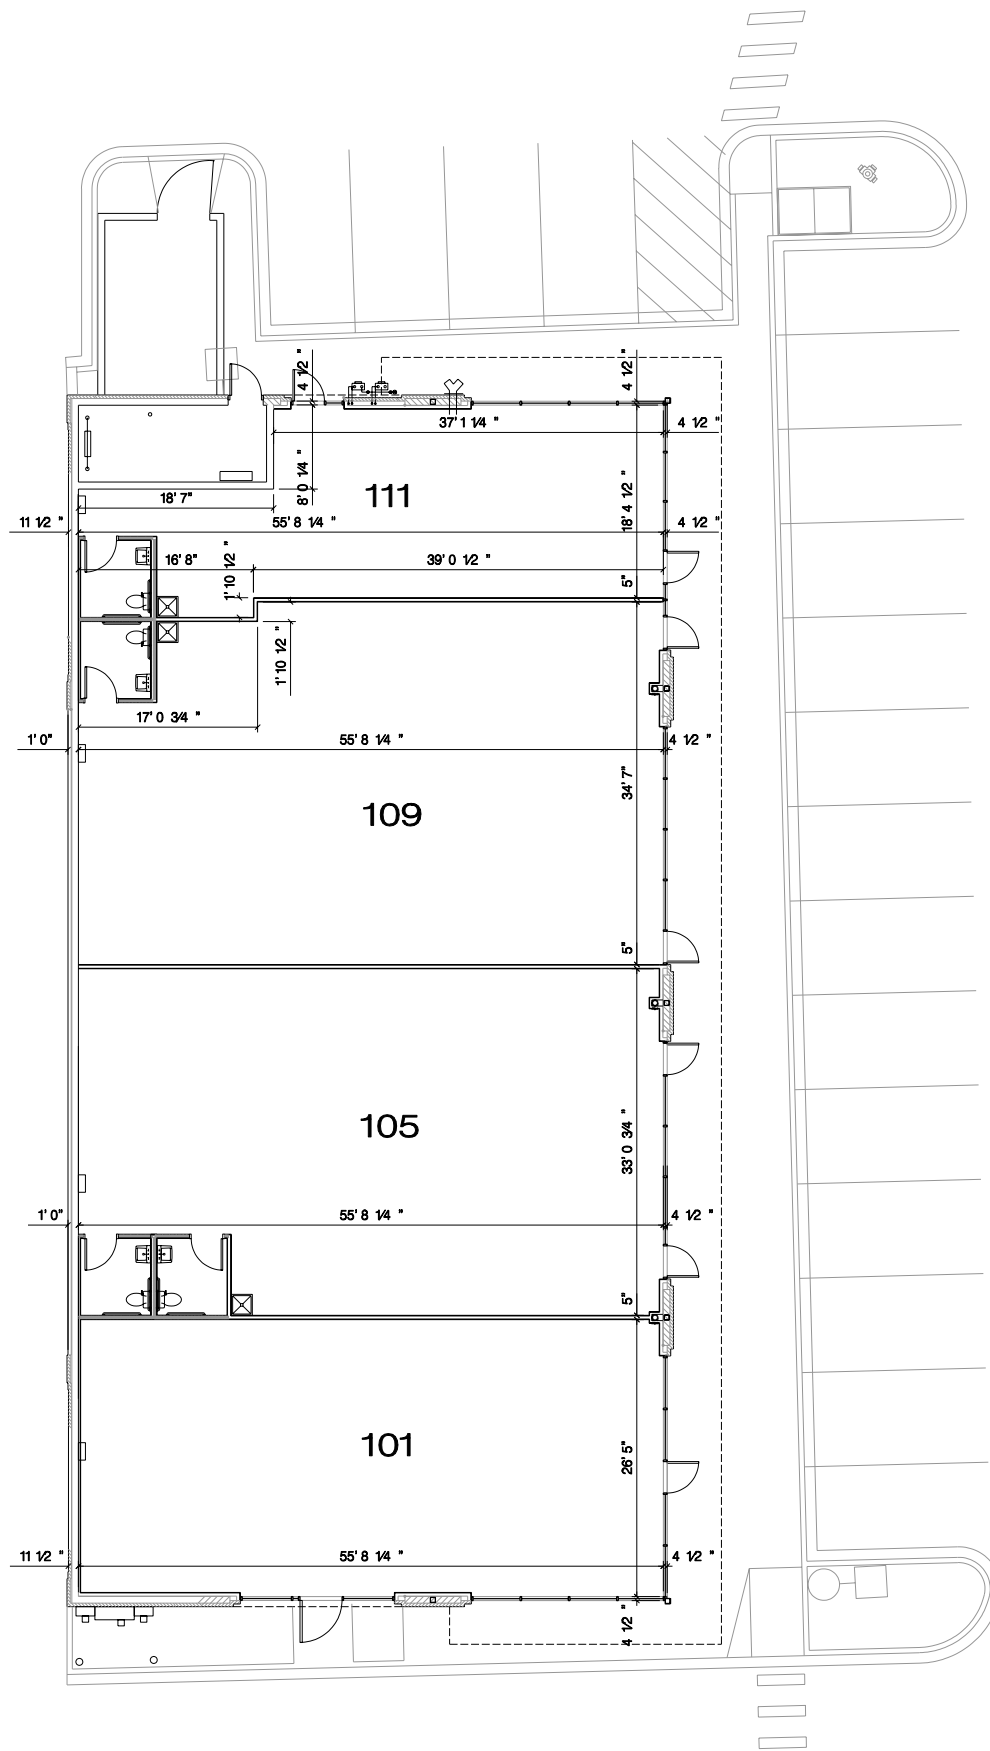 4 1/2 "
4 1/2 "
37' 1 1/4 "
4 1/2 "
8' 0 1/4 "
111
18' 7"
18' 4 1/2 "
11 1/2 "
55' 8 1/4 "
4 1/2 "
16' 8"
1' 10 1/2 "
39' 0 1/2 "
5"
1' 10 1/2 "
17' 0 3/4 "
1' 0"
55' 8 1/4 "
4 1/2 "
34' 7"
109
5"
105
33' 0 3/4 "
1' 0"
55' 8 1/4 "
4 1/2 "
5"
101
26' 5"
11 1/2 "
55' 8 1/4 "
4 1/2 "
4 1/2 "